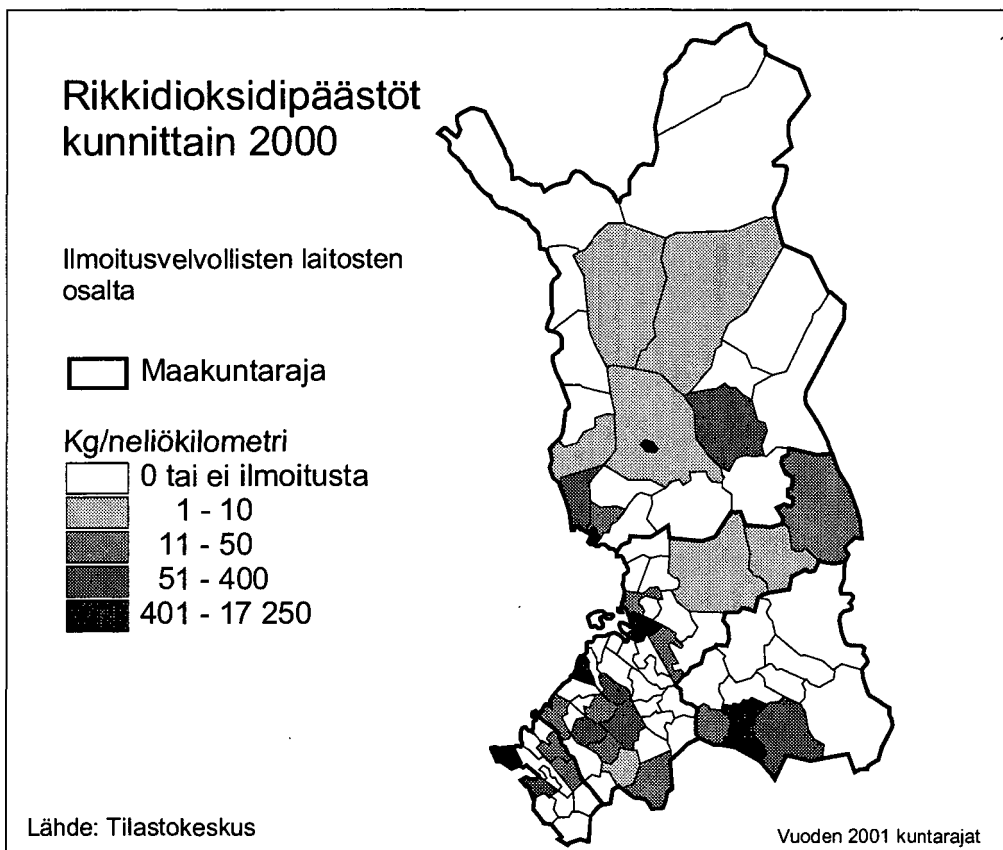 Rikkidioksidipäästöt
kunnittain 2000
Ilmoitusvelvollisten laitosten
osalta
Maakuntaraja
Kg/neliökilometri
0 tai ei ilmoitusta
1 - 10
11 - 50
51 - 400
401 - 17 250
Lähde: Tilastokeskus
Vuoden 2001 kuntarajat